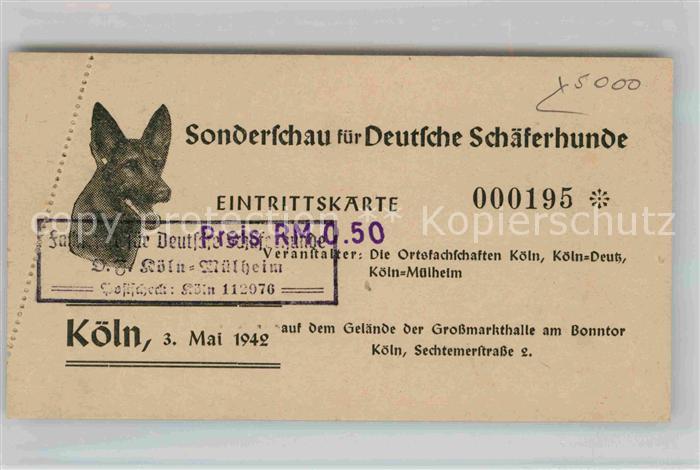 x5000
Sonderſchau für Deutſche Schäferhunde
EINTRITTSKARTE
000195 ✻
copy protection ** Kopierschutz
Preis RM 0.50
für Deutſche
O. G. Köln=Mülheim
Poſtſcheck: Köln 112976
Veranſtalter: Die Ortsfachſchaften Köln, Köln=Deutz,
Köln=Mülheim
Köln, 3. Mai 1942
auf dem Gelände der Großmarkthalle am Bonntor
Köln, Sechtemerſtraße 2.